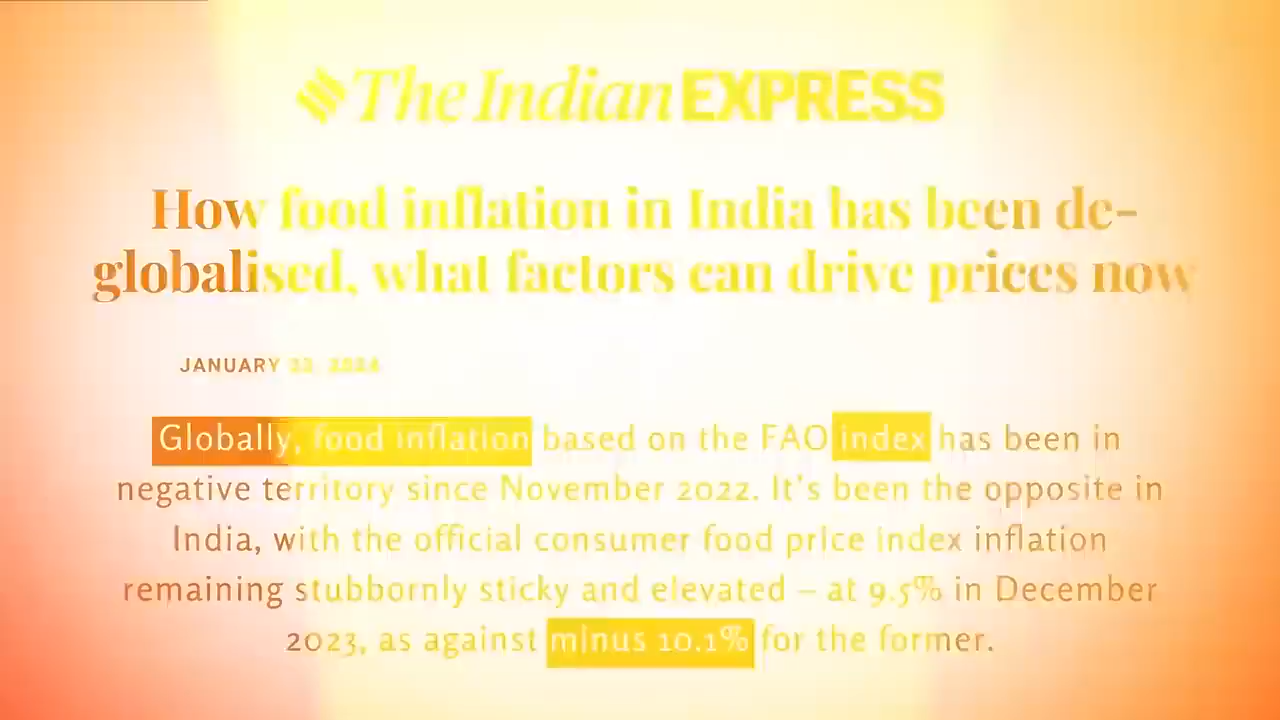 The Indian EXPRESS
How food inflation in India has been de-
globalised, what factors can drive prices now
JANUARY 22, 2024
Globally, food inflation based on the FAO index has been in
negative territory since November 2022. It's been the opposite in
India, with the official consumer food price index inflation
remaining stubbornly sticky and elevated – at 9.5% in December
2023, as against minus 10.1% for the former.